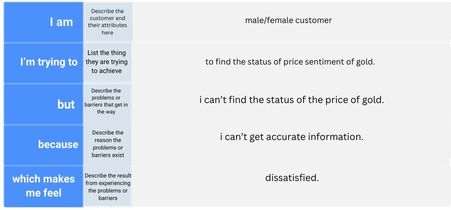 I am
Describe the
customer and
their attributes
here
male/female customer
I'm trying to
List the thing
they are trying
to achieve
to find the status of price sentiment of gold.
but
Describe the
problems or
barriers that get in
the way
i can't find the status of the price of gold.
because
Describe the
reason the
problems or
barriers exist
i can't get accurate information.
which makes
me feel
Describe the result
from experiencing
the problems or
barriers
dissatisfied.